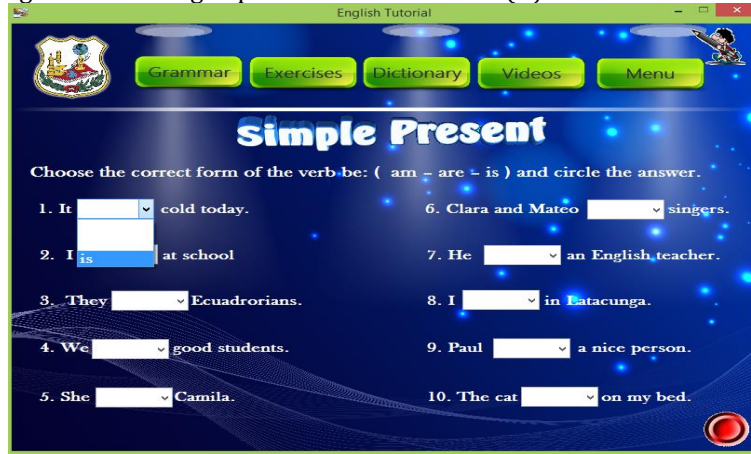 English Tutorial
Grammar Exercises Dictionary Videos Menu
Simple Present
Choose the correct form of the verb be: ( am – are – is ) and circle the answer.
1. It cold today.
is
2. I at school
3. They Ecuadrorians.
4. We good students.
5. She Camila.
6. Clara and Mateo singers.
7. He an English teacher.
8. I in Latacunga.
9. Paul a nice person.
10. The cat on my bed.